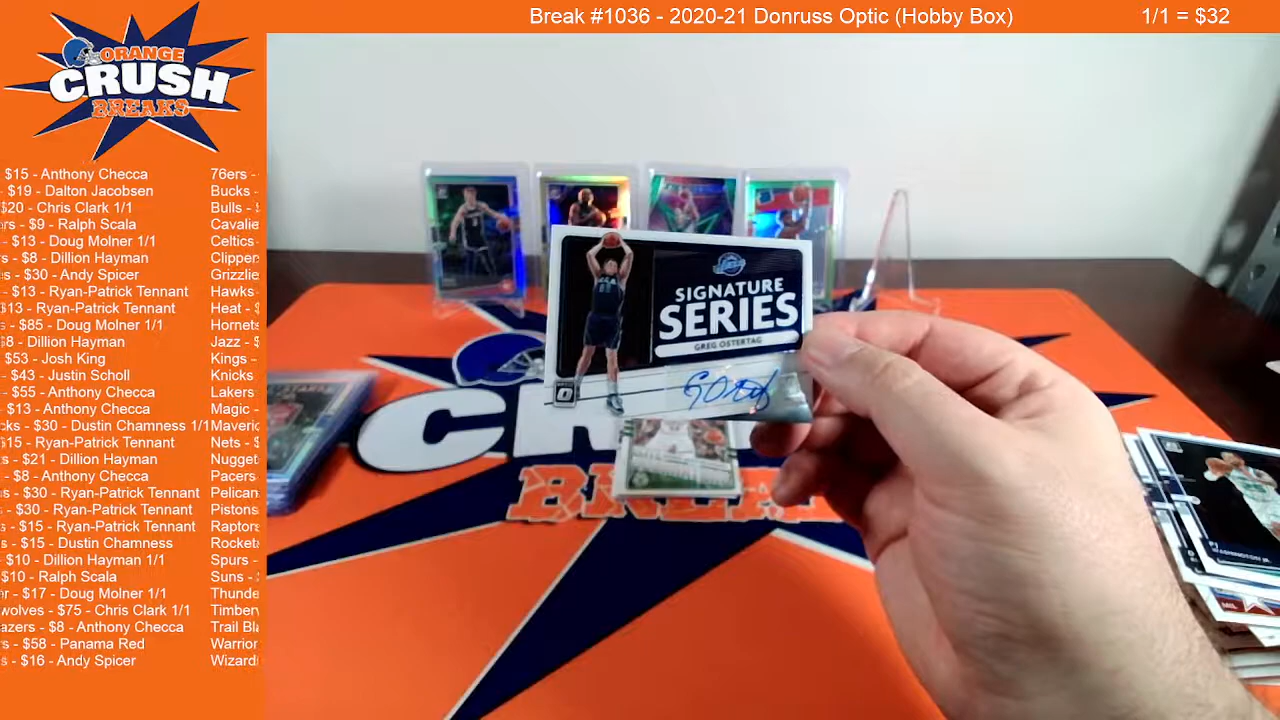 Break #1036 - 2020-21 Donruss Optic (Hobby Box)
1/1 = $32
ORANGE
CRUSH
BREAKS
$15 - Anthony Checca
$19 - Dalton Jacobsen
$20 - Chris Clark 1/1
rs - $9 - Ralph Scala
- $13 - Doug Molner 1/1
s - $8 - Dillion Hayman
s - $30 - Andy Spicer
- $13 - Ryan-Patrick Tennant
$13 - Ryan-Patrick Tennant
s - $85 - Doug Molner 1/1
$8 - Dillion Hayman
- $53 - Josh King
- $43 - Justin Scholl
- $55 - Anthony Checca
- $13 - Anthony Checca
cks - $30 - Dustin Chamness 1/1
$15 - Ryan-Patrick Tennant
s - $21 - Dillion Hayman
- $8 - Anthony Checca
s - $30 - Ryan-Patrick Tennant
- $30 - Ryan-Patrick Tennant
- $15 - Ryan-Patrick Tennant
s - $15 - Dustin Chamness
- $10 - Dillion Hayman 1/1
$10 - Ralph Scala
er - $17 - Doug Molner 1/1
wolves - $75 - Chris Clark 1/1
azers - $8 - Anthony Checca
rs - $58 - Panama Red
s - $16 - Andy Spicer
76ers -
Bucks -
Bulls -
Cavalie
Celtics
Clipper
Grizzlie
Hawks -
Heat -
Hornets
Jazz - $
Kings -
Knicks
Lakers
Magic -
Maveric
Nets - $
Nugget
Pacers
Pelican
Pistons
Raptors
Rocket
Spurs -
Suns -
Thunde
Timber
Trail Bl
Warrior
Wizard
SIGNATURE
SERIES
GREG OSTERTAG